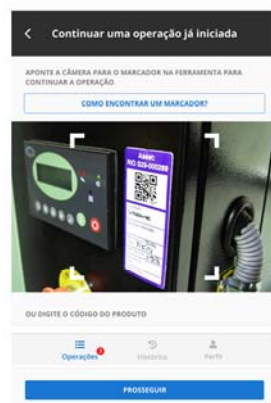 Continuar uma operação já iniciada
APONTE A CÂMERA PARA O MARCADOR NA FERRAMENTA PARA
CONTINUAR A OPERAÇÃO
COMO ENCONTRAR UM MARCADOR?
OU DIGITE O CÓDIGO DO PRODUTO
Operações
Histórico
Perfil
PROSSEGUIR